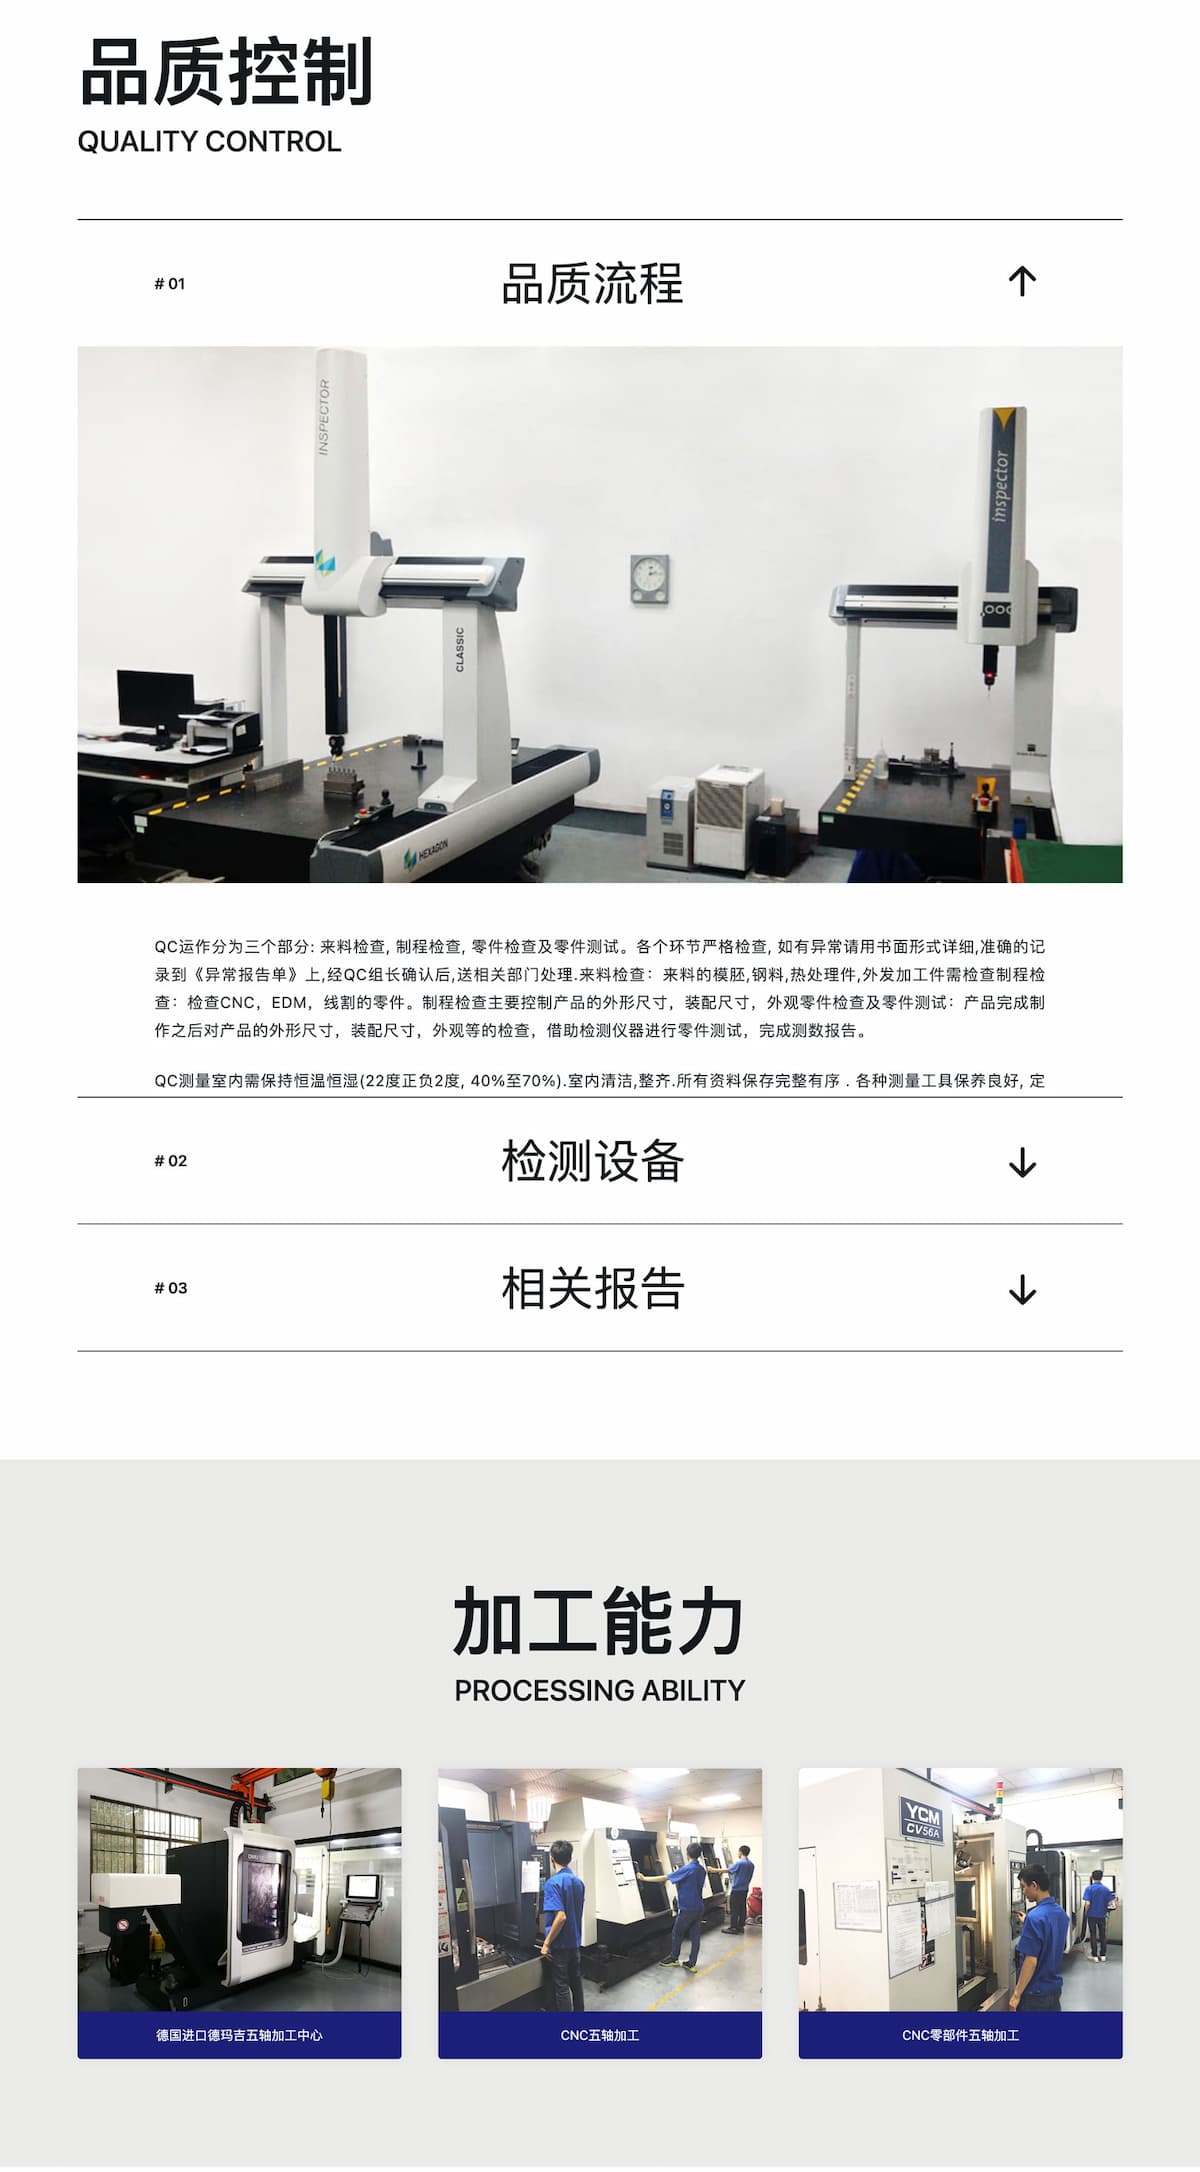 品质控制
QUALITY CONTROL
# 01
品质流程
INSPECTOR
inspector
CLASSIC
HEXAGON
QC运作分为三个部分: 来料检查, 制程检查, 零件检查及零件测试。各个环节严格检查, 如有异常请用书面形式详细,准确的记
录到《异常报告单》上,经QC组长确认后,送相关部门处理.来料检查：来料的模胚,钢料,热处理件,外发加工件需检查制程检
查：检查CNC，EDM，线割的零件。制程检查主要控制产品的外形尺寸，装配尺寸，外观零件检查及零件测试：产品完成制
作之后对产品的外形尺寸，装配尺寸，外观等的检查，借助检测仪器进行零件测试，完成测数报告。
QC测量室内需保持恒温恒湿(22度正负2度, 40%至70%).室内清洁,整齐.所有资料保存完整有序 . 各种测量工具保养良好, 定
# 02
检测设备
# 03
相关报告
加工能力
PROCESSING ABILITY
YCM
CV56A
德国进口德玛吉五轴加工中心
CNC五轴加工
CNC零部件五轴加工